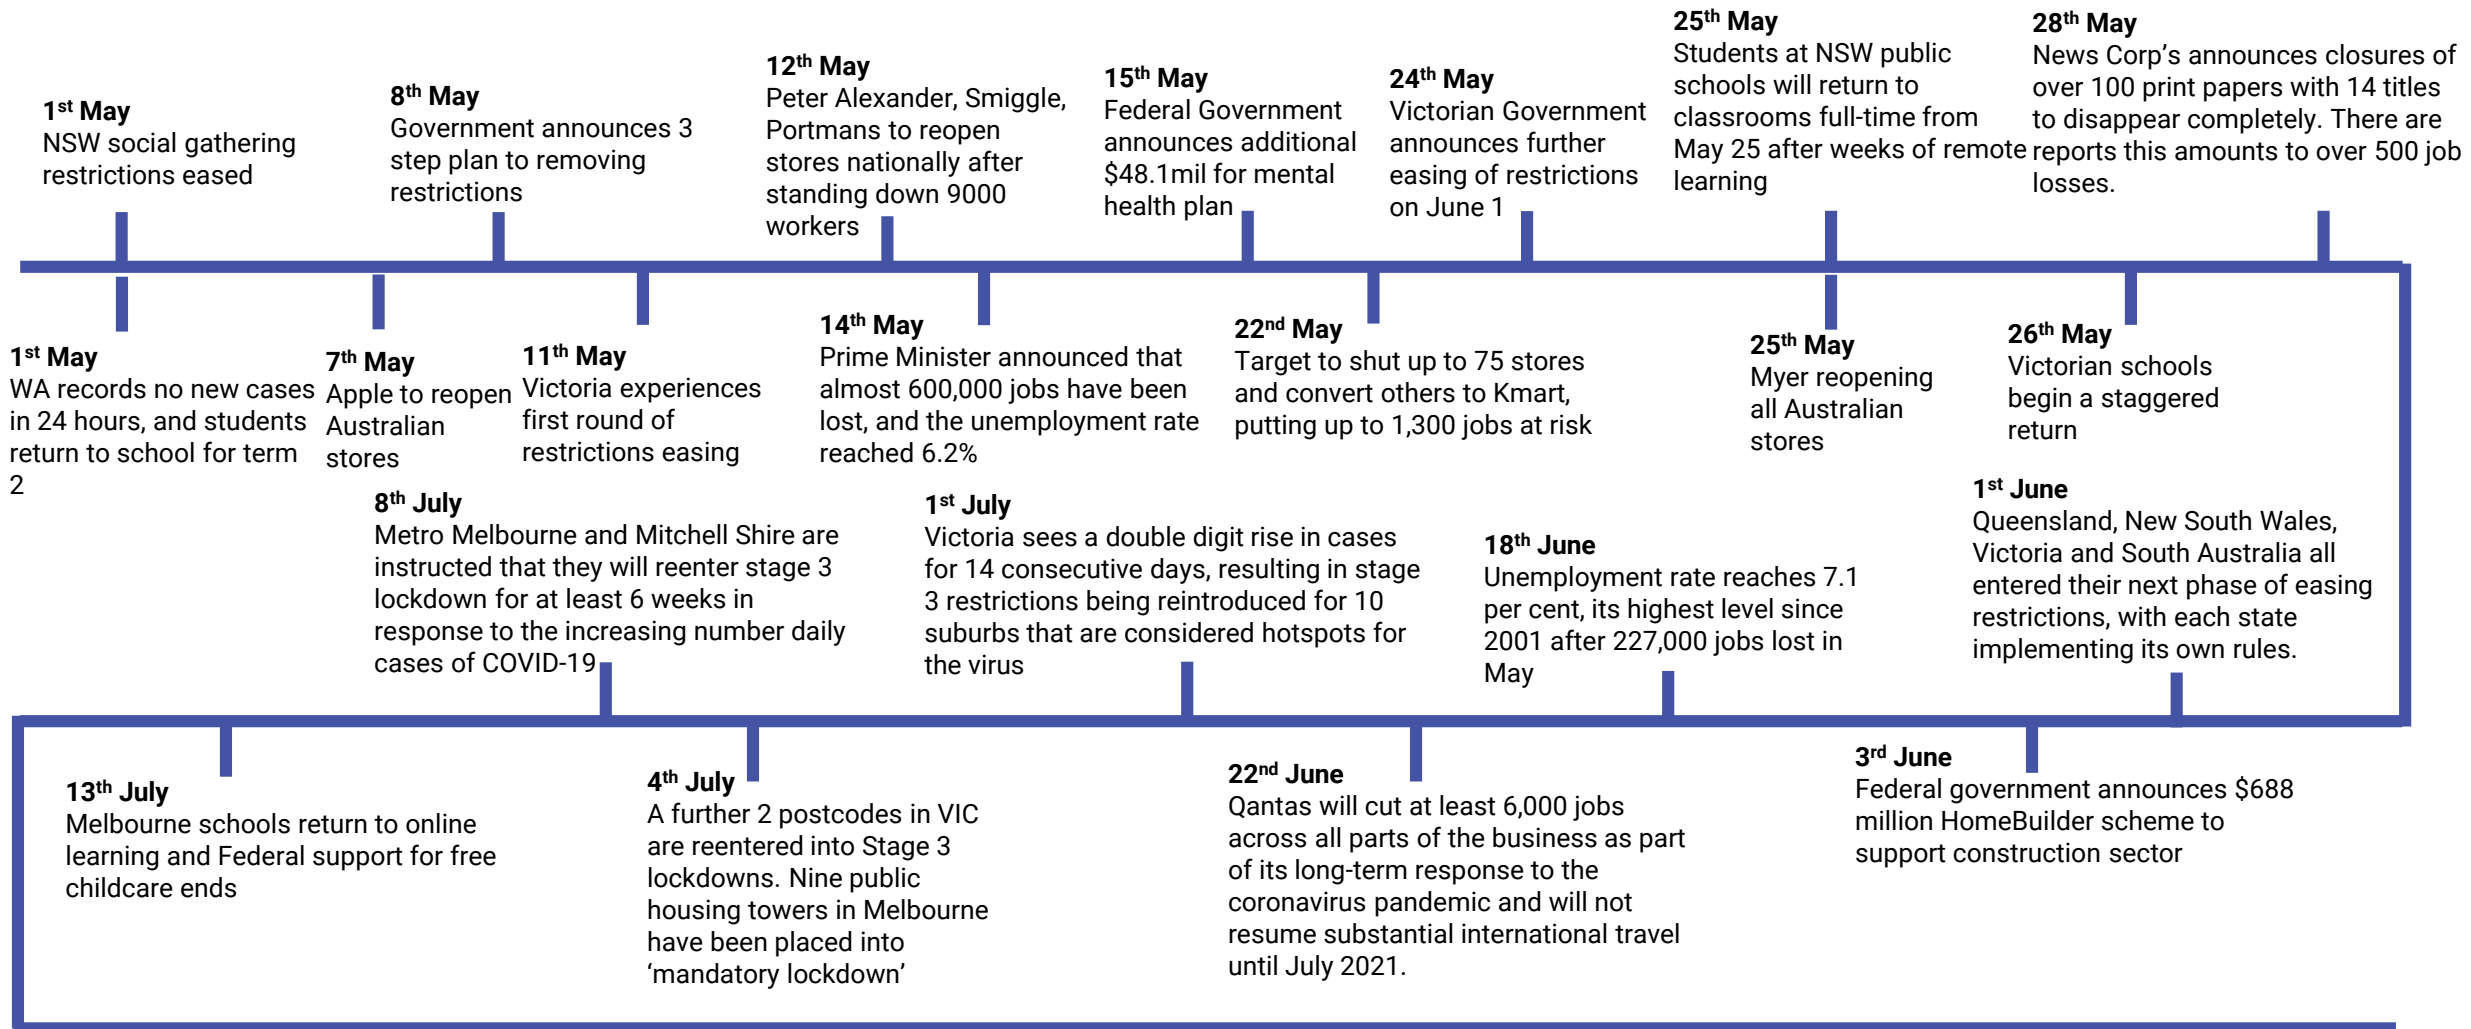 1st May
NSW social gathering
restrictions eased
8th May
Government announces 3
step plan to removing
restrictions
12th May
Peter Alexander, Smiggle,
Portmans to reopen
stores nationally after
standing down 9000
workers
15th May
Federal Government
announces additional
$48.1mil for mental
health plan
24th May
Victorian Government
announces further
easing of restrictions
on June 1
25th May
Students at NSW public
schools will return to
classrooms full-time from
May 25 after weeks of remote
learning
28th May
News Corp’s announces closures of
over 100 print papers with 14 titles
to disappear completely. There are
reports this amounts to over 500 job
losses.
1st May
WA records no new cases
in 24 hours, and students
return to school for term
2
7th May
Apple to reopen
Australian
stores
11th May
Victoria experiences
first round of
restrictions easing
14th May
Prime Minister announced that
almost 600,000 jobs have been
lost, and the unemployment rate
reached 6.2%
22nd May
Target to shut up to 75 stores
and convert others to Kmart,
putting up to 1,300 jobs at risk
25th May
Myer reopening
all Australian
stores
26th May
Victorian schools
begin a staggered
return
8th July
Metro Melbourne and Mitchell Shire are
instructed that they will reenter stage 3
lockdown for at least 6 weeks in
response to the increasing number daily
cases of COVID-19
1st July
Victoria sees a double digit rise in cases
for 14 consecutive days, resulting in stage
3 restrictions being reintroduced for 10
suburbs that are considered hotspots for
the virus
18th June
Unemployment rate reaches 7.1
per cent, its highest level since
2001 after 227,000 jobs lost in
May
1st June
Queensland, New South Wales,
Victoria and South Australia all
entered their next phase of easing
restrictions, with each state
implementing its own rules.
13th July
Melbourne schools return to online
learning and Federal support for free
childcare ends
4th July
A further 2 postcodes in VIC
are reentered into Stage 3
lockdowns. Nine public
housing towers in Melbourne
have been placed into
‘mandatory lockdown’
22nd June
Qantas will cut at least 6,000 jobs
across all parts of the business as part
of its long-term response to the
coronavirus pandemic and will not
resume substantial international travel
until July 2021.
3rd June
Federal government announces $688
million HomeBuilder scheme to
support construction sector